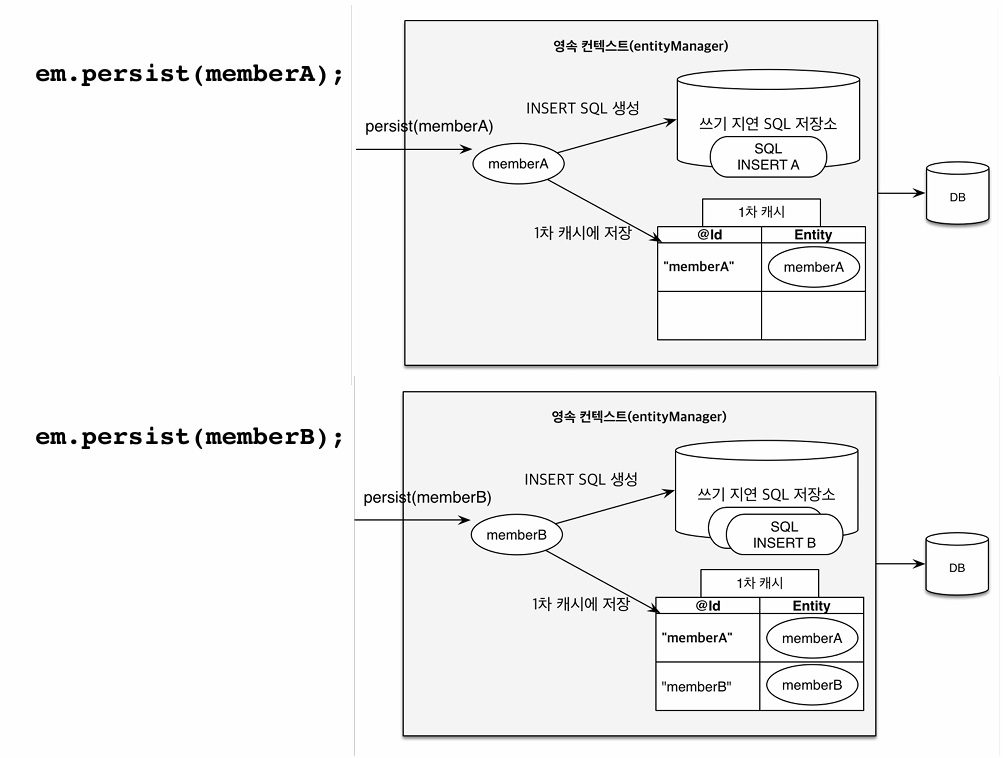 em.persist(memberA);
영속 컨텍스트(entityManager)
INSERT SQL 생성
persist(memberA)
쓰기 지연 SQL 저장소
SQL
INSERT A
memberA
DB
1차 캐시
1차 캐시에 저장
@Id Entity
"memberA" memberA
em.persist(memberB);
영속 컨텍스트(entityManager)
INSERT SQL 생성
persist(memberB)
쓰기 지연 SQL 저장소
SQL
INSERT B
memberB
DB
1차 캐시
1차 캐시에 저장
@Id Entity
"memberA" memberA
"memberB" memberB